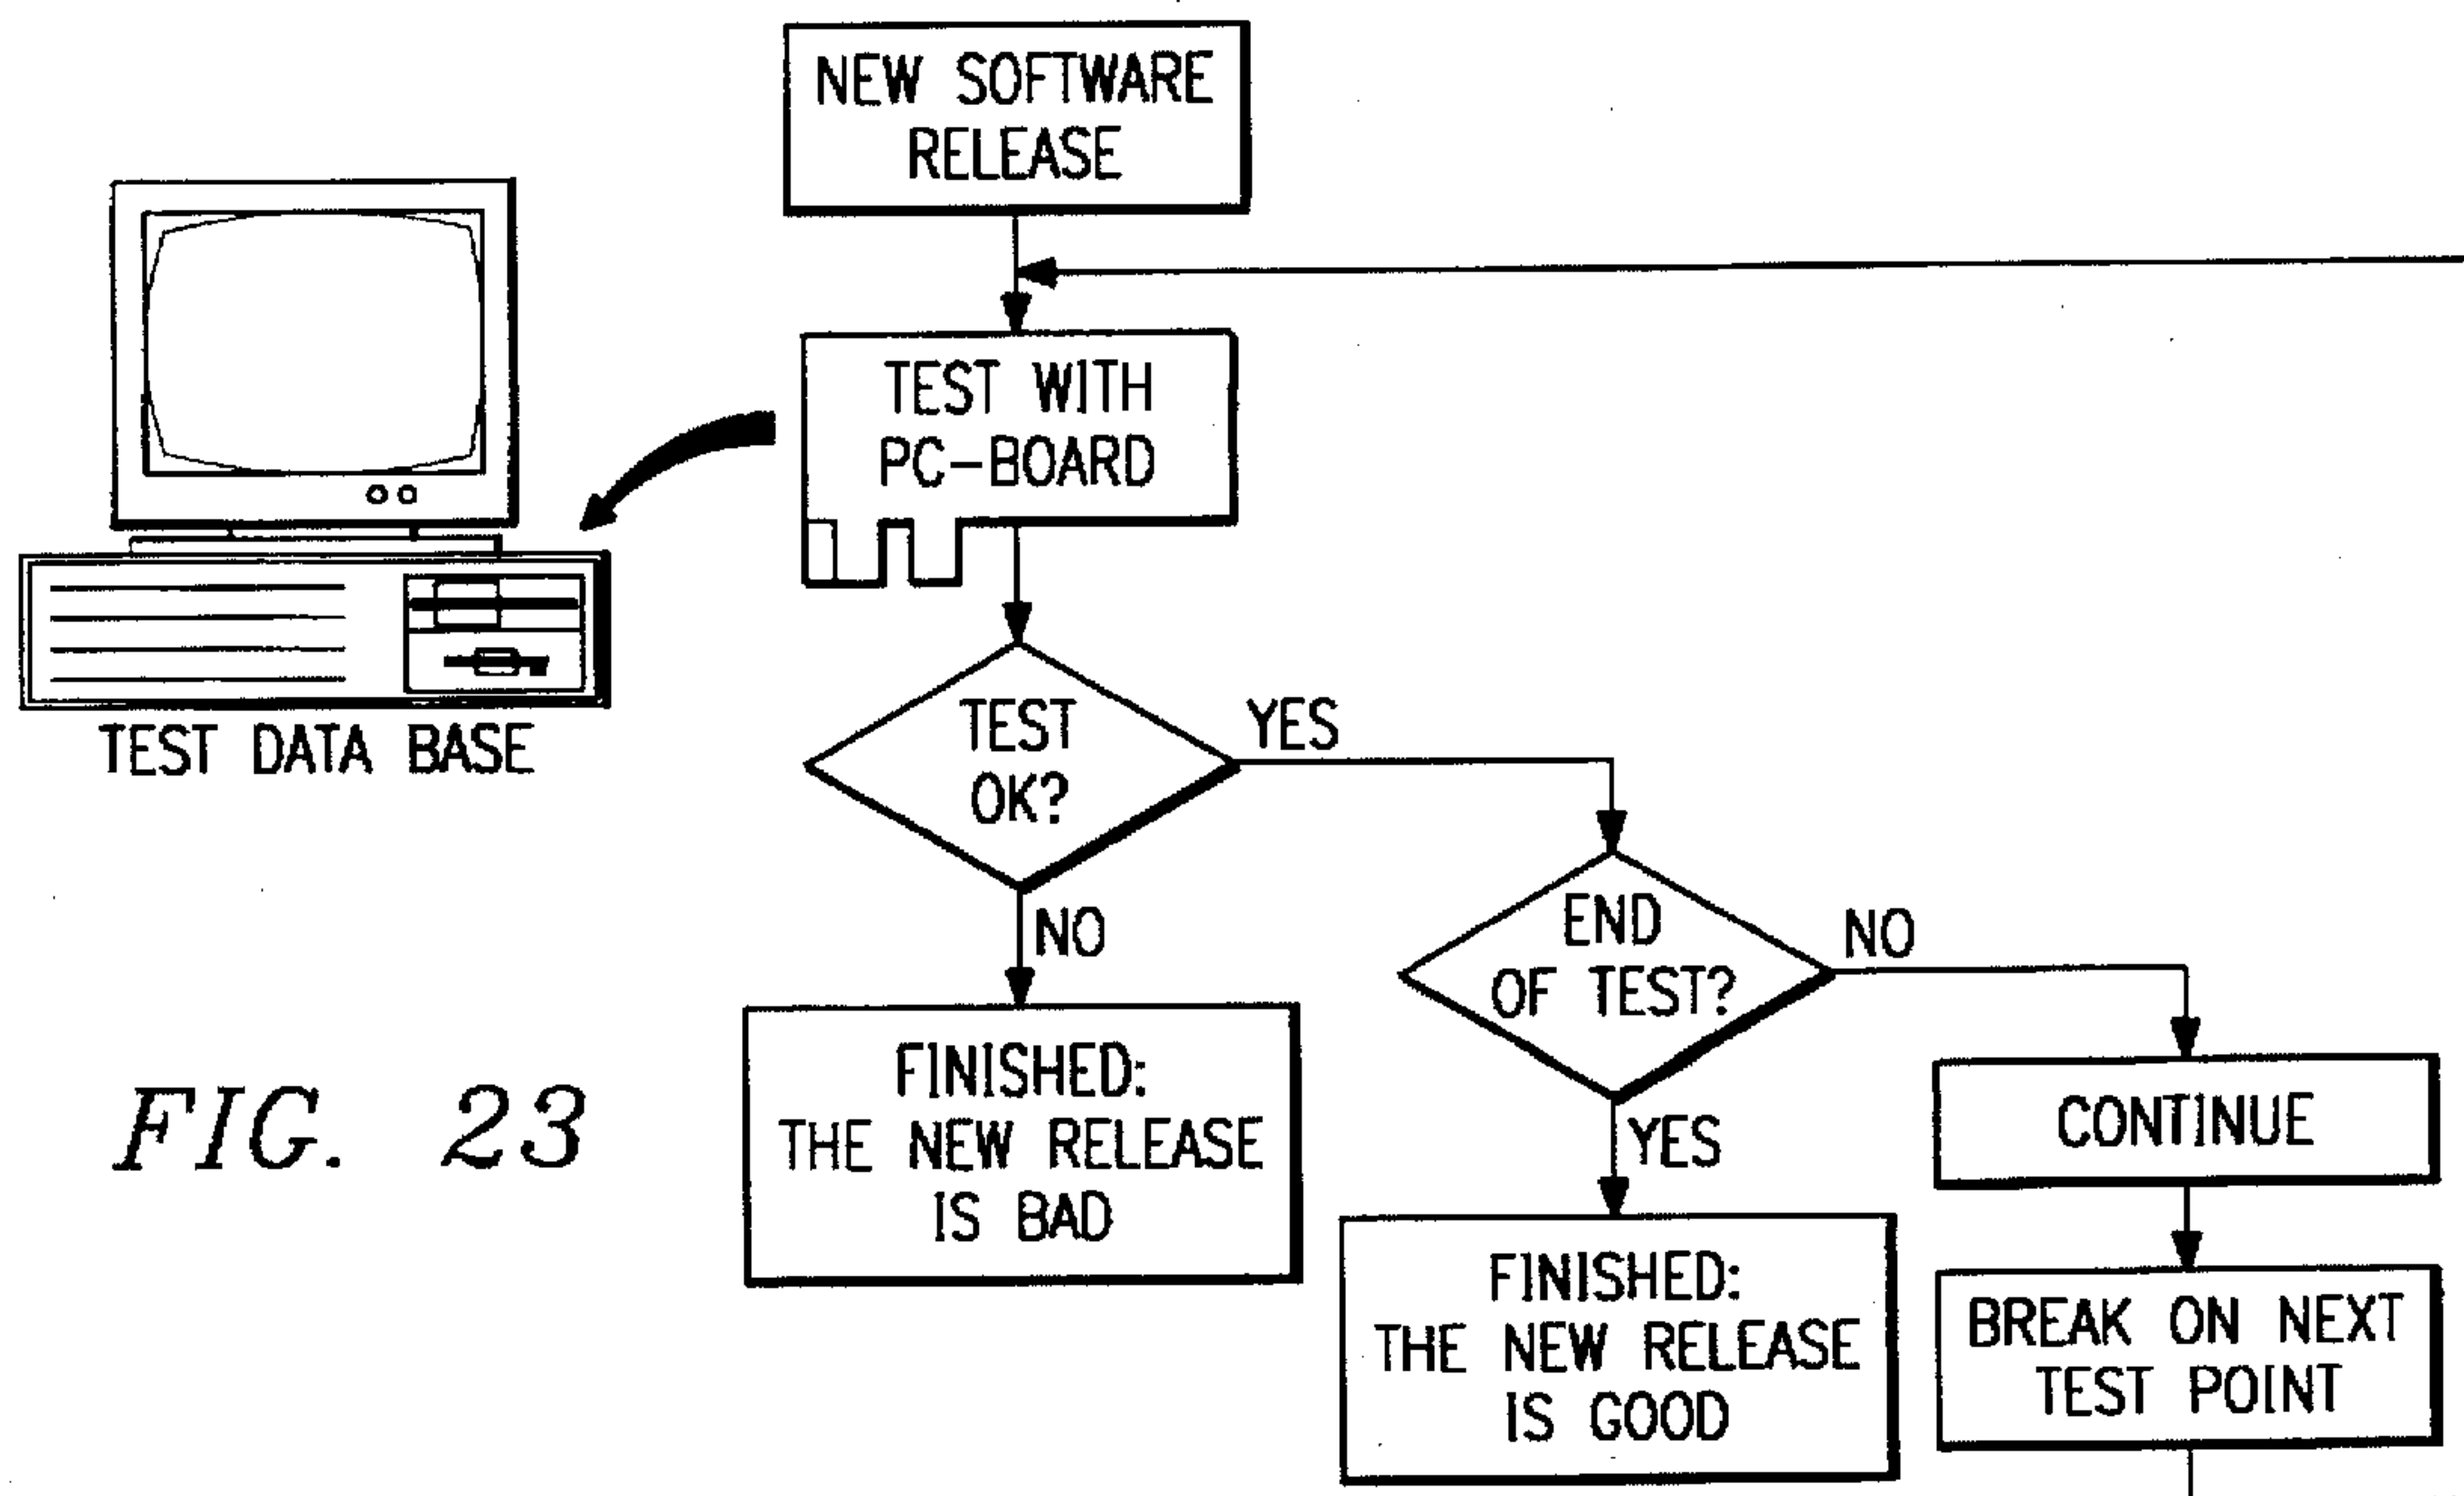 NEW SOFTWARE
RELEASE
TEST WITH
PC-BOARD
TEST DATA BASE
TEST
OK?
YES
NO
END
OF TEST?
NO
YES
FINISHED:
THE NEW RELEASE
IS BAD
CONTINUE
FINISHED:
THE NEW RELEASE
IS GOOD
BREAK ON NEXT
TEST POINT
FIG. 23